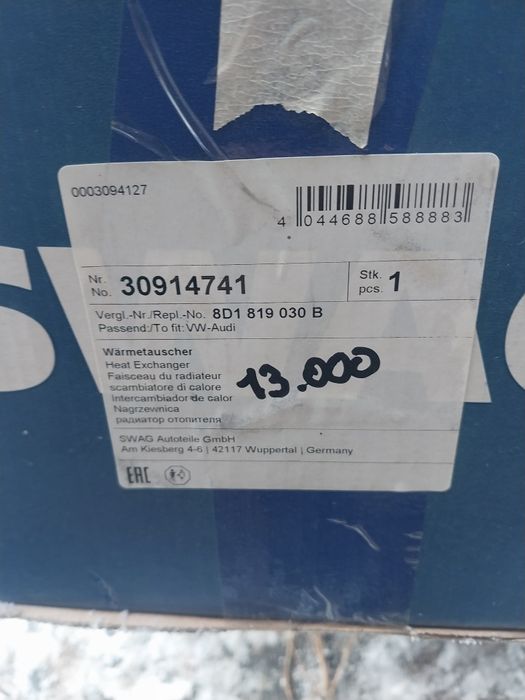 0003094127
4 044688 588883
Nr.
No. 30914741
Stk.
pcs. 1
Vergl.-Nr./Repl.-No. 8D1 819 030 B
Passend:/To fit:VW-Audi
Wärmetauscher
Heat Exchanger
Faisceau du radiateur
scambiatore di calore
Intercambiador de calor
Nagrzewnica
радиатор отопителя
13.000
SWAG Autoteile GmbH
Am Kiesberg 4-6 | 42117 Wuppertal | Germany
EAC